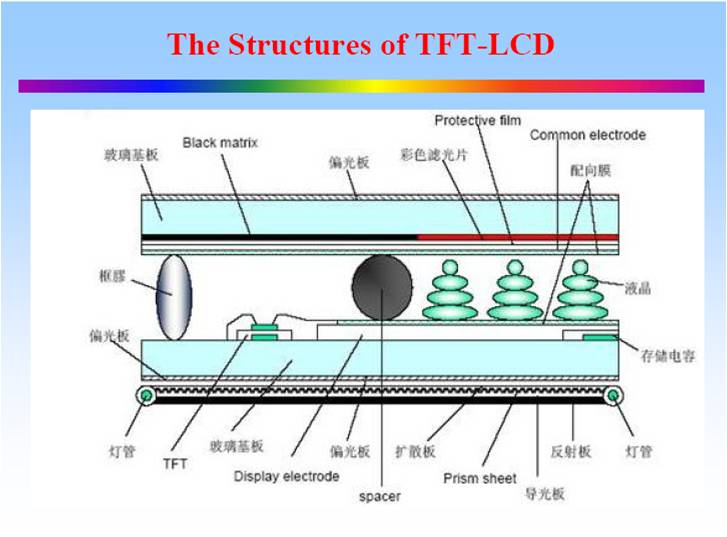 The Structures of TFT-LCD
Protective film
Black matrix
Common electrode
玻璃基板
偏光板
彩色滤光片
配向膜
框膠
液晶
偏光板
存储电容
灯管
TFT
玻璃基板
Display electrode
偏光板
spacer
扩散板
Prism sheet
导光板
反射板
灯管